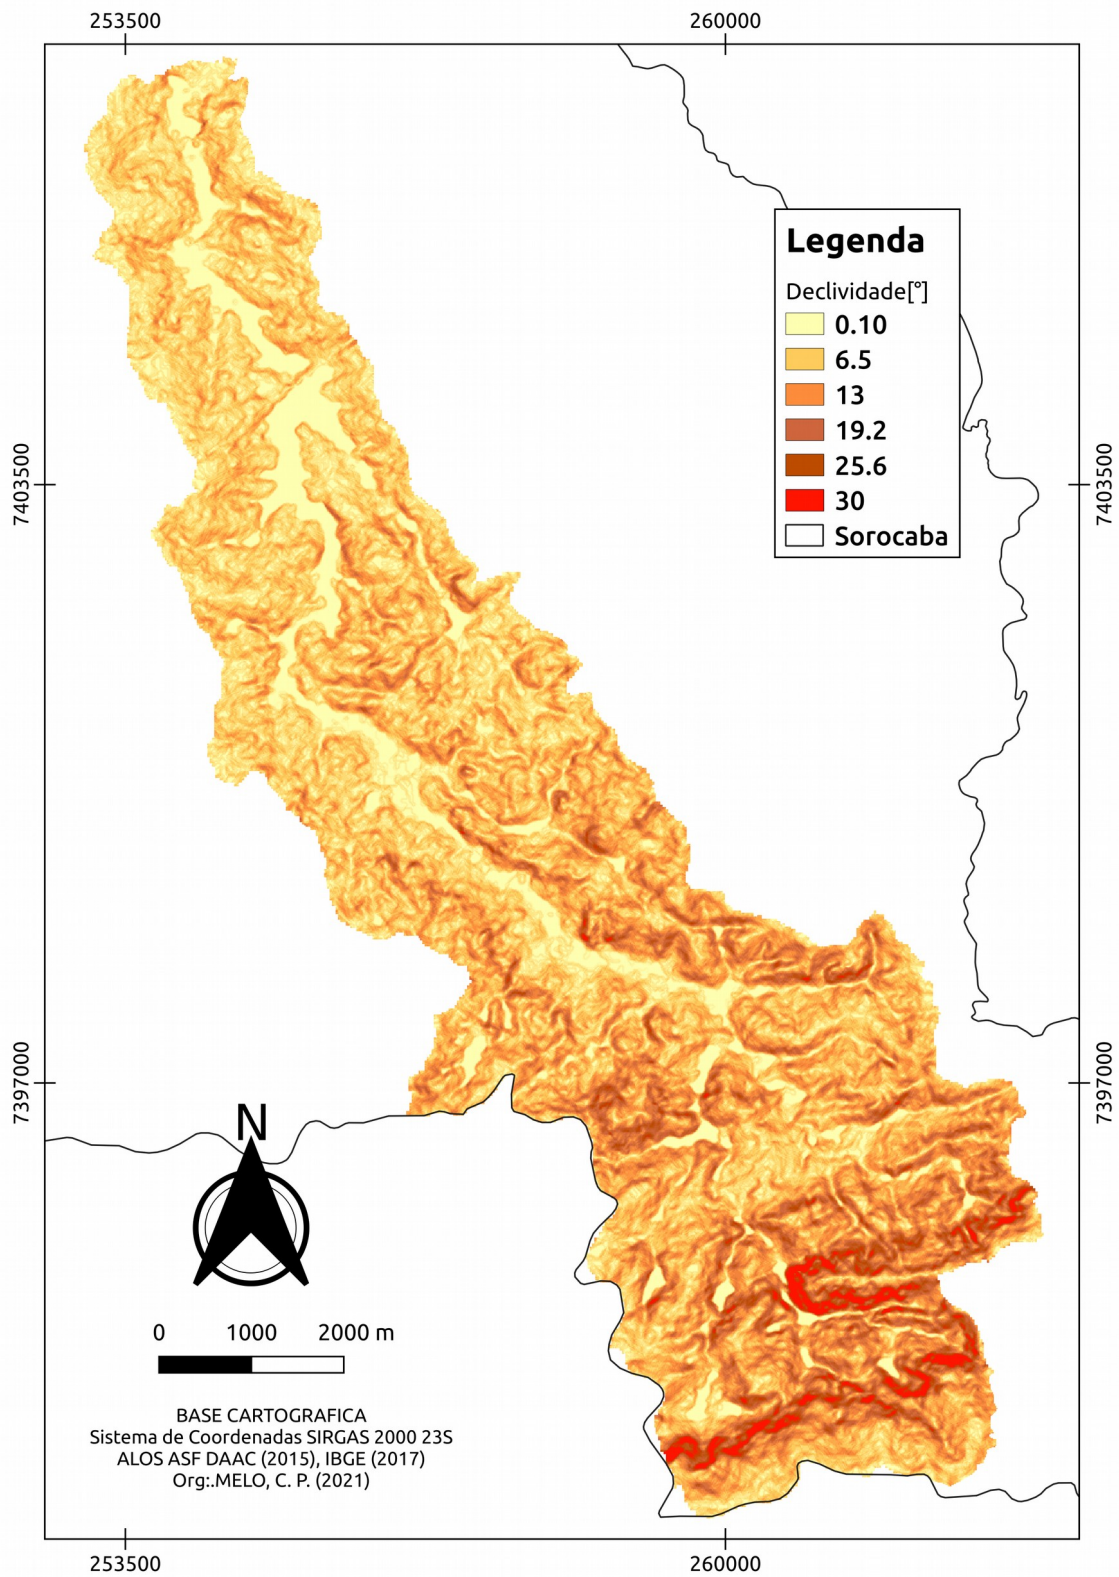 253500
260000
Legenda
Declividade[°]
0.10
6.5
13
19.2
25.6
30
Sorocaba
7403500
7403500
7397000
7397000
N
0 1000 2000 m
BASE CARTOGRAFICA
Sistema de Coordenadas SIRGAS 2000 23S
ALOS ASF DAAC (2015), IBGE (2017)
Org:.MELO, C. P. (2021)
253500
260000